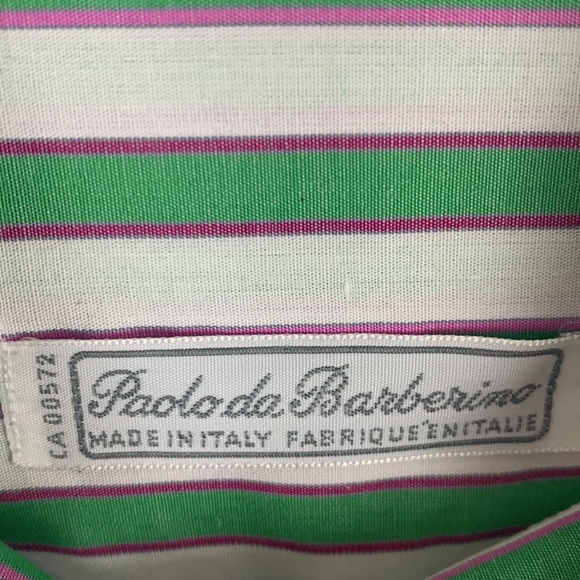 CA 00572
Paolo da Barberino
MADE IN ITALY FABRIQUE'EN ITALIE